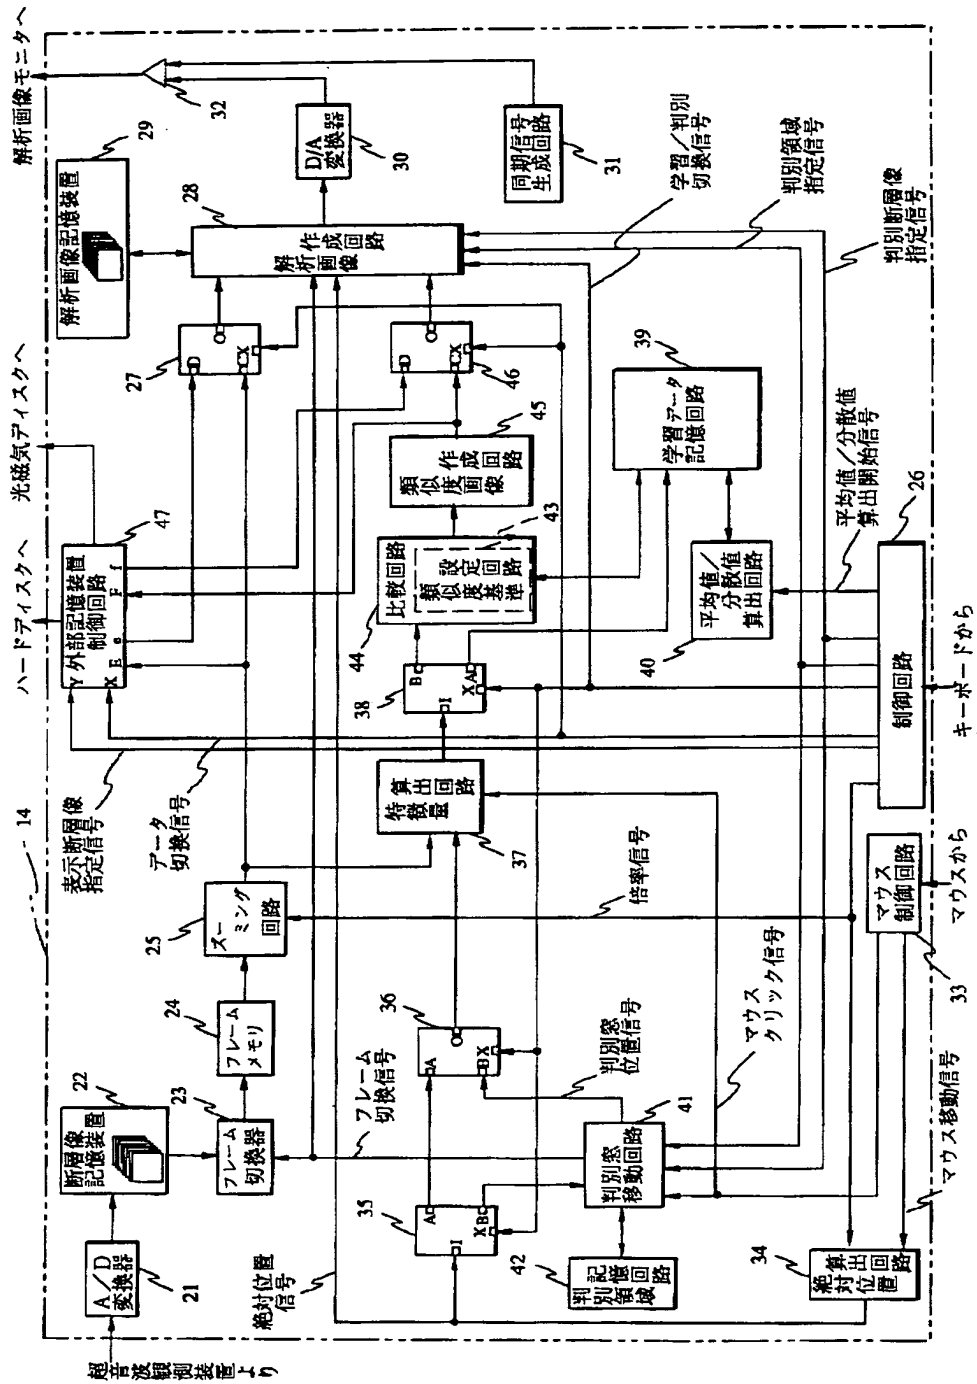 超音波観測装置より
A/D
変換器
21
断層像
記憶装置
22
フレーム
切換器
23
フレーム
メモリ
24
ズーミング
回路
25
14
表示断層像
指定信号
データ
切換信号
ハードディスクへ
光磁気ディスクへ
外部記憶装置
制御回路
Y
X
E
e
F
f
47
27
D
O
X
解析画像記憶装置
29
解析画像モニターへ
解析画像
作成回路
28
D/A
変換器
30
32
同期信号
生成回路
31
学習/判別
切換信号
判別領域
指定信号
判別断層像
指定信号
D
O
X
46
類似度画像
作成回路
45
比較回路
44
類似度基準
設定回路
43
学習データ
記憶回路
39
平均値/
分散値
算出回路
40
平均値/分散値
算出開始信号
38
B
I
X
A
特徴量
算出回路
37
倍率信号
36
A
O
B
X
フレーム
切換信号
判別窓
位置信号
マウス
クリック信号
絶対位置
信号
35
A
I
X
B
判別窓
移動回路
41
判別領域
記憶回路
42
絶対位置
算出回路
34
マウス移動信号
マウス
制御回路
33
マウスから
制御回路
26
キーボードから